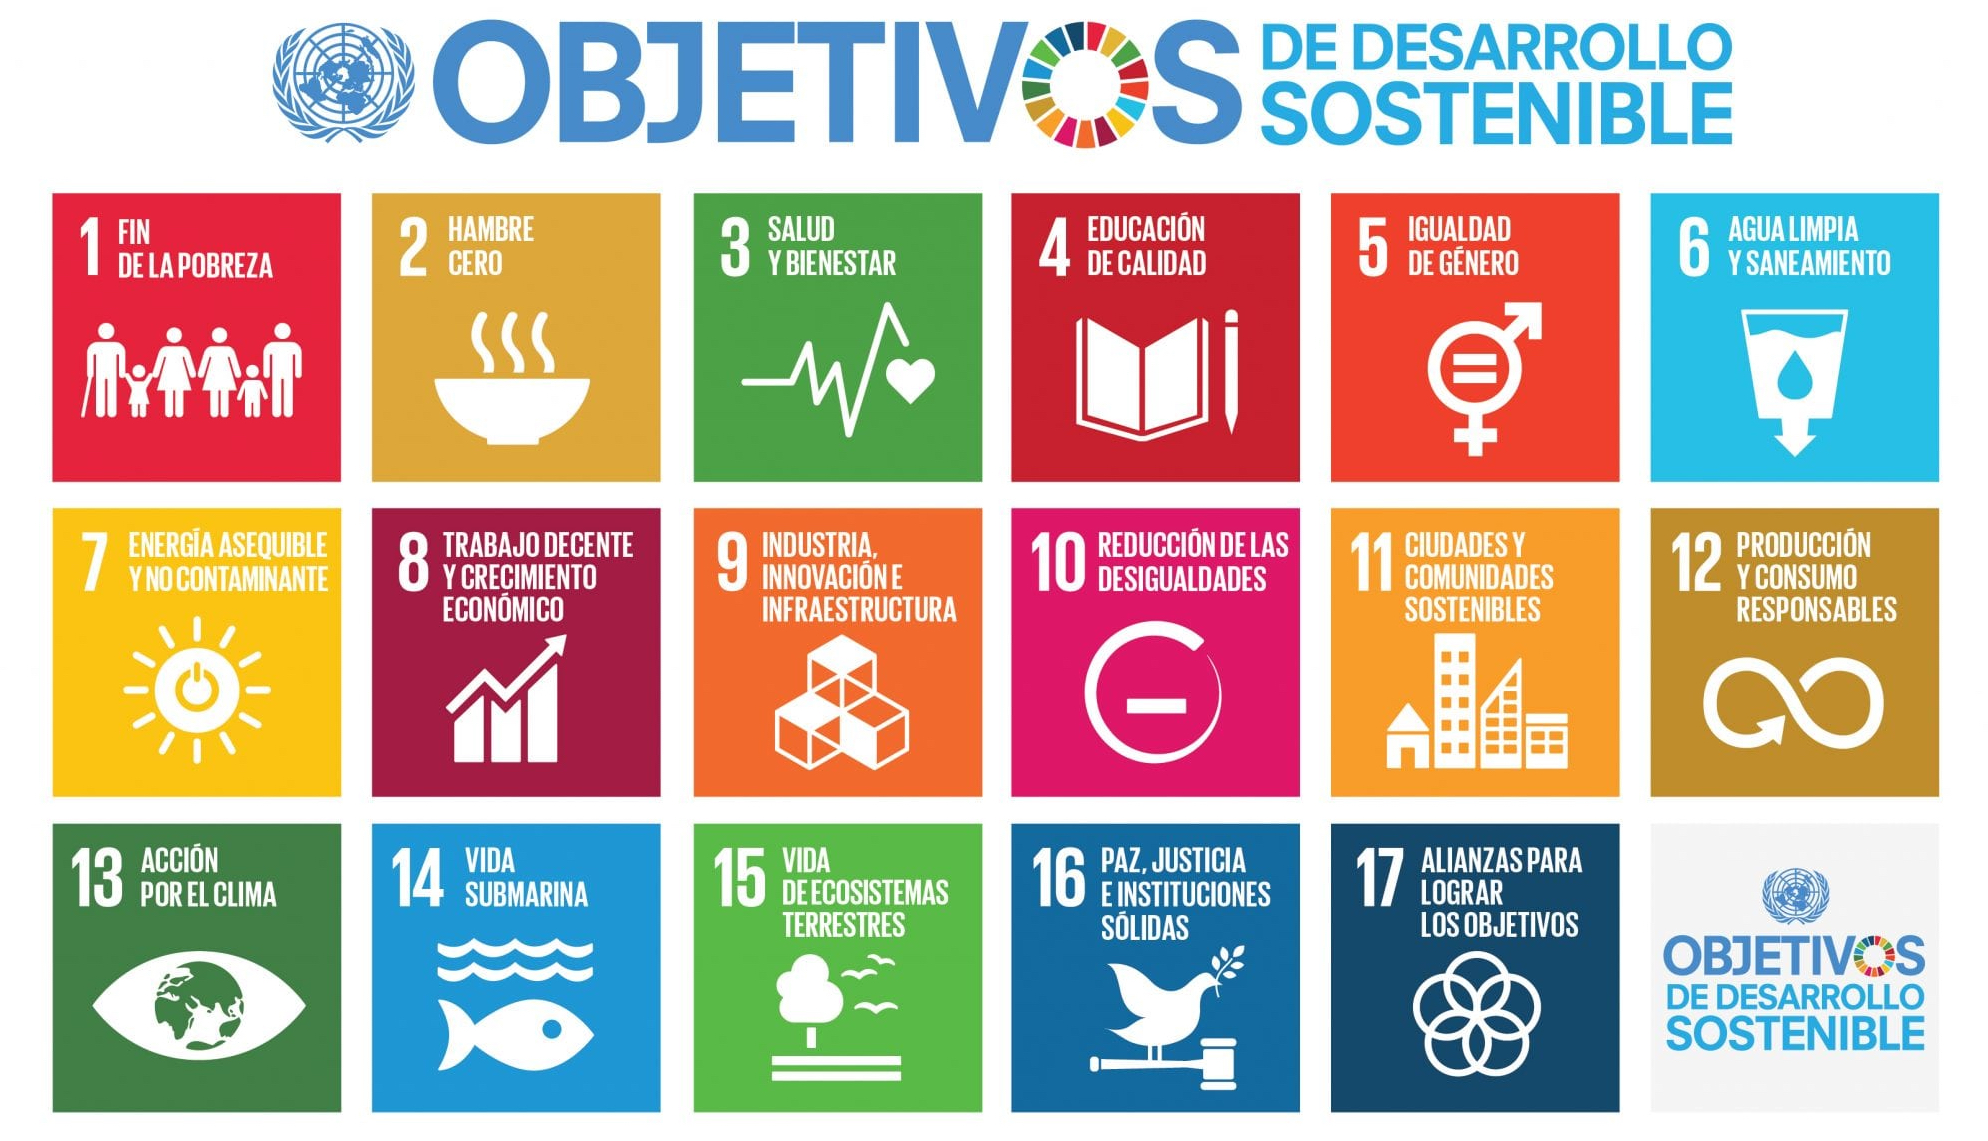 OBJETIVOS
DE DESARROLLO
SOSTENIBLE
1 FIN
DE LA POBREZA
2 HAMBRE
CERO
3 SALUD
Y BIENESTAR
4 EDUCACIÓN
DE CALIDAD
5 IGUALDAD
DE GÉNERO
6 AGUA LIMPIA
Y SANEAMIENTO
7 ENERGÍA ASEQUIBLE
Y NO CONTAMINANTE
8 TRABAJO DECENTE
Y CRECIMIENTO
ECONÓMICO
9 INDUSTRIA,
INNOVACIÓN E
INFRAESTRUCTURA
10 REDUCCIÓN DE LAS
DESIGUALDADES
11 CIUDADES Y
COMUNIDADES
SOSTENIBLES
12 PRODUCCIÓN
Y CONSUMO
RESPONSABLES
13 ACCIÓN
POR EL CLIMA
14 VIDA
SUBMARINA
15 VIDA
DE ECOSISTEMAS
TERRESTRES
16 PAZ, JUSTICIA
E INSTITUCIONES
SÓLIDAS
17 ALIANZAS PARA
LOGRAR
LOS OBJETIVOS
OBJETIVOS
DE DESARROLLO
SOSTENIBLE